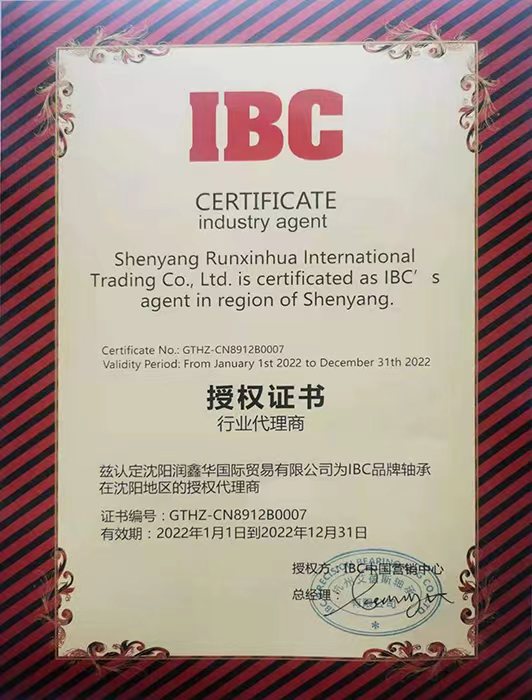 IBC
CERTIFICATE
industry agent
Shenyang Runxinhua International
Trading Co., Ltd. is certificated as IBC's
agent in region of Shenyang.
Certificate No.: GTHZ-CN8912B0007
Validity Period: From January 1st 2022 to December 31th 2022
授权证书
行业代理商
兹认定沈阳润鑫华国际贸易有限公司为IBC品牌轴承
在沈阳地区的授权代理商
证书编号：GTHZ-CN8912B0007
有效期：2022年1月1日到2022年12月31日
授权方：IBC中国营销中心
总经理：